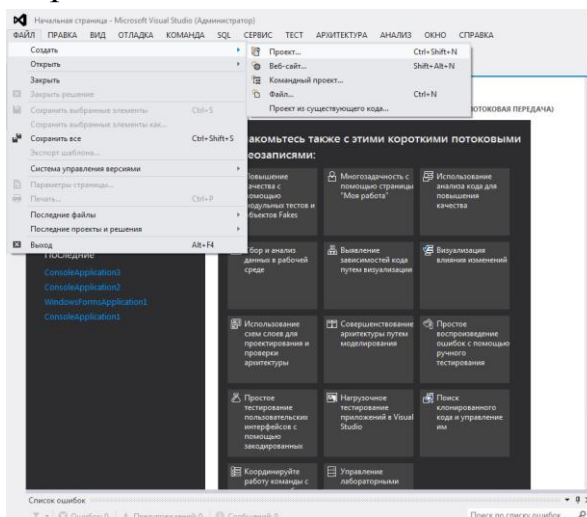 Начальная страница - Microsoft Visual Studio (Администратор)
ФАЙЛ ПРАВКА ВИД ОТЛАДКА КОМАНДА SQL СЕРВИС ТЕСТ АРХИТЕКТУРА АНАЛИЗ ОКНО СПРАВКА
Создать
Открыть
Закрыть
Закрыть решение
Сохранить выбранные элементы Ctrl+S
Сохранить выбранные элементы как...
Сохранить все Ctrl+Shift+S
Экспорт шаблона...
Система управления версиями
Параметры страницы...
Печать... Ctrl+P
Последние файлы
Последние проекты и решения
Выход Alt+F4
Проект... Ctrl+Shift+N
Веб-сайт... Shift+Alt+N
Командный проект...
Файл... Ctrl+N
Проект из существующего кода...
ПОТОКОВАЯ ПЕРЕДАЧА)
акомьтесь также с этими короткими потоковыми
еозаписями:
Повышение
качества с
помощью
модульных тестов и
объектов Fakes
Многозадачность с
помощью страницы
"Моя работа"
Использование
анализа кода для
повышения
качества
Сбор и анализ
данных в рабочей
среде
Выявление
зависимостей кода
путем визуализации
Визуализация
влияния изменений
Последние
ConsoleApplication3
ConsoleApplication2
WindowsFormsApplication1
ConsoleApplication1
Использование
схем слоев для
проектирования и
проверки
архитектуры
Совершенствование
архитектуры путем
моделирования
Простое
воспроизведение
ошибок с помощью
ручного
тестирования
Простое
тестирование
пользовательских
интерфейсов с
помощью
закодированных
Нагрузочное
тестирование
приложений в Visual
Studio
Поиск
клонированного
кода и управление
им
Координируйте
работу команды с
Управление
лабораторными
Список ошибок
Ошибок: 0 Предупреждений: 0 Сообщений: 0 Поиск по списку ошибок